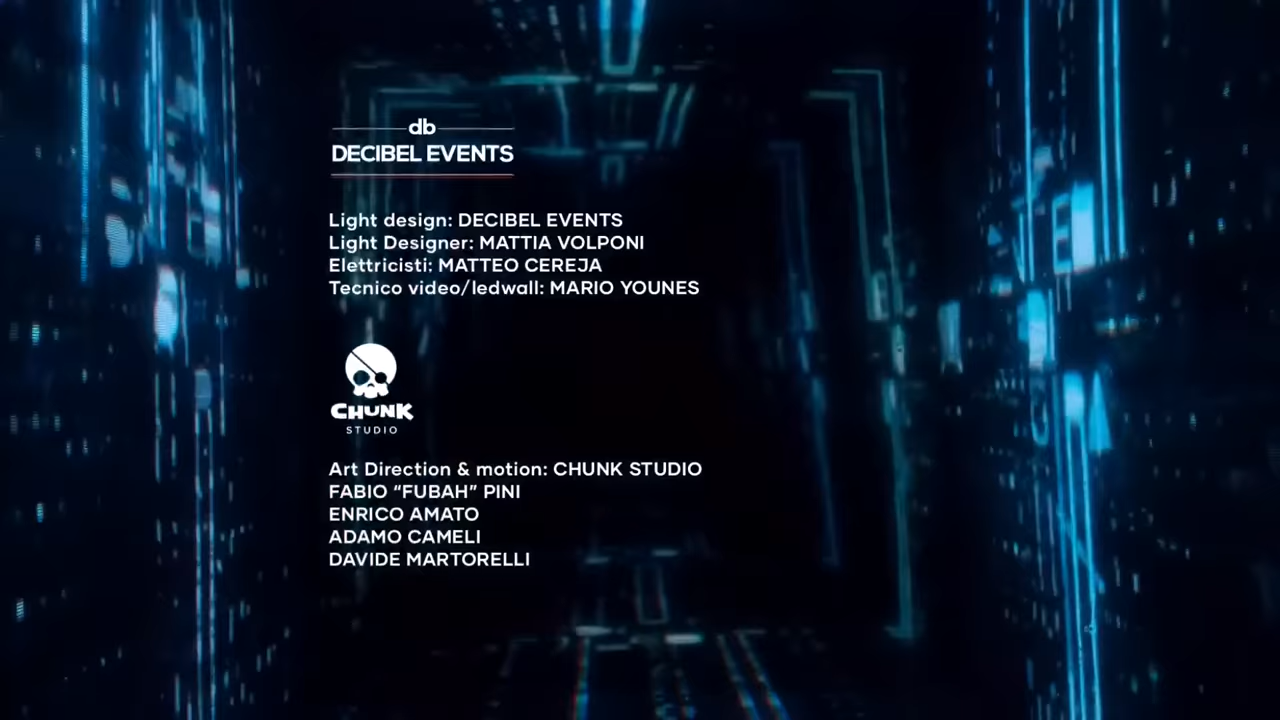 db
DECIBEL EVENTS
Light design: DECIBEL EVENTS
Light Designer: MATTIA VOLPONI
Elettricisti: MATTEO CEREJA
Tecnico video/ledwall: MARIO YOUNES
CHUNK
STUDIO
Art Direction & motion: CHUNK STUDIO
FABIO “FUBAH” PINI
ENRICO AMATO
ADAMO CAMELI
DAVIDE MARTORELLI